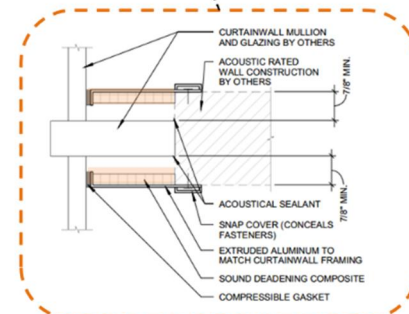 CURTAINWALL MULLION
AND GLAZING BY OTHERS
ACOUSTIC RATED
WALL CONSTRUCTION
BY OTHERS
7/8" MIN.
7/8" MIN.
ACOUSTICAL SEALANT
SNAP COVER (CONCEALS
FASTENERS)
EXTRUDED ALUMINUM TO
MATCH CURTAINWALL FRAMING
SOUND DEADENING COMPOSITE
COMPRESSIBLE GASKET